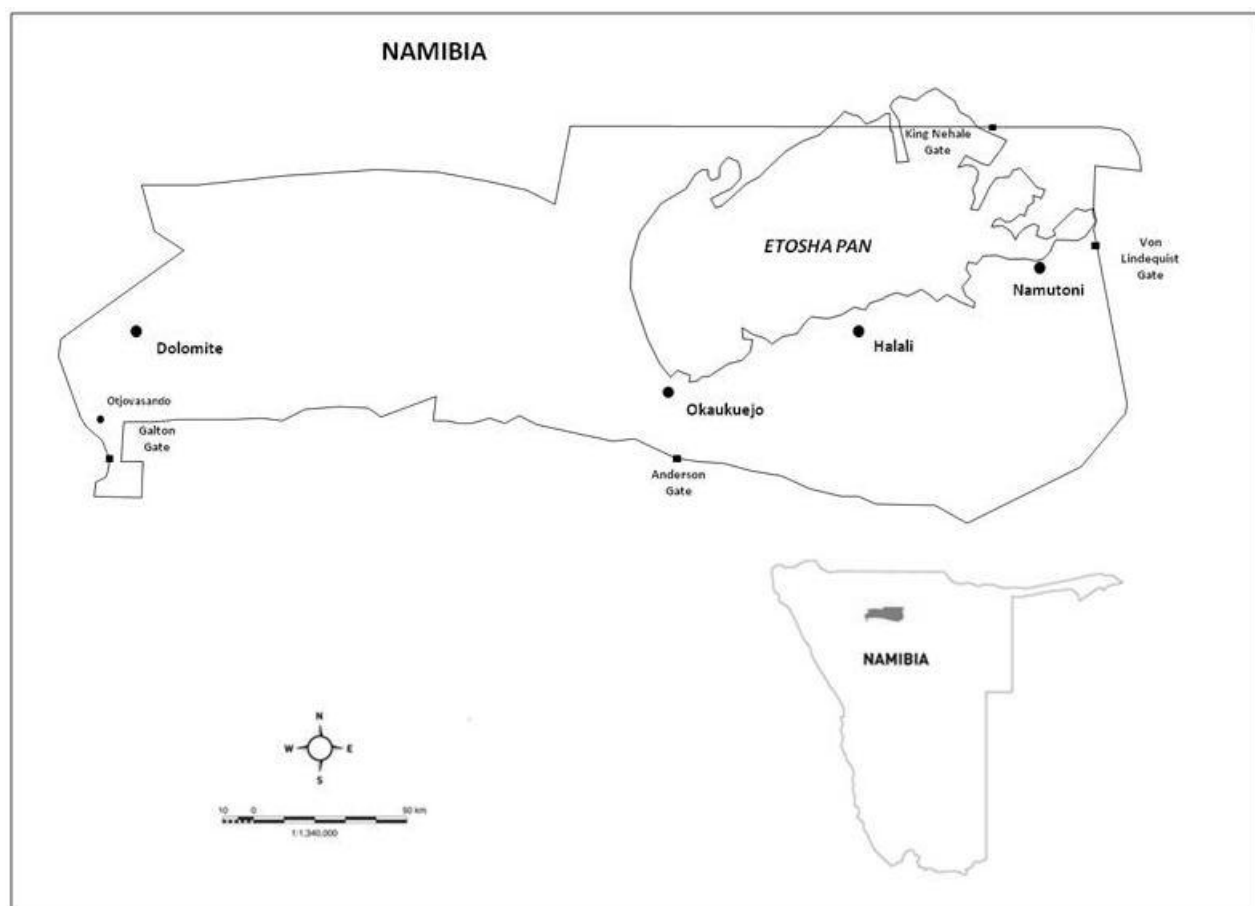 NAMIBIA
King Nehale
Gate
ETOSHA PAN
Von
Lindequist
Gate
Namutoni
Dolomite
Halali
Otjovasando
Okaukuejo
Galton
Gate
Anderson
Gate
NAMIBIA
N
W E
S
10 0 50 km
1:1,340,000